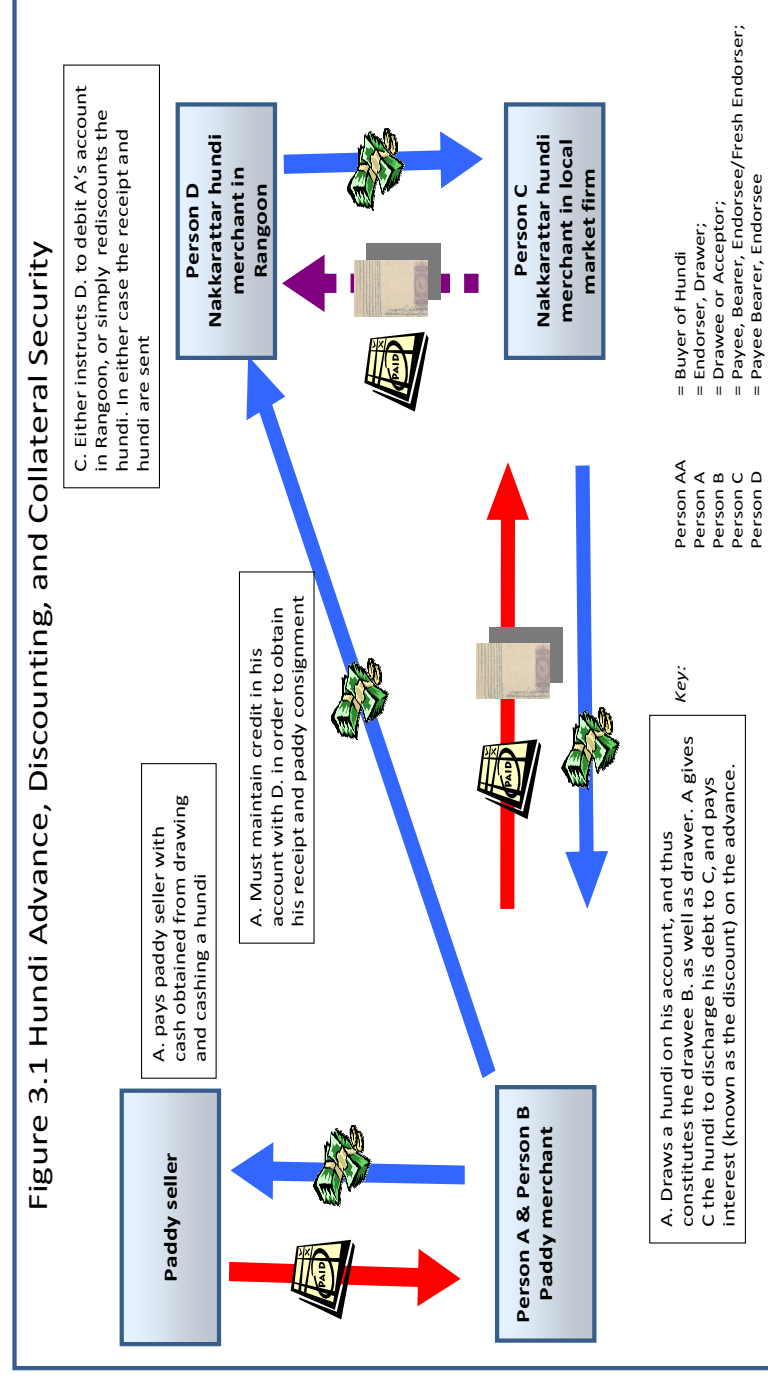 Figure 3.1 Hundi Advance, Discounting, and Collateral Security
C. Either instructs D. to debit A's account
in Rangoon, or simply rediscounts the
hundi. In either case the receipt and
hundi are sent
A. pays paddy seller with
cash obtained from drawing
and cashing a hundi
Paddy seller
Person D
Nakkarattar hundi
merchant in
Rangoon
A. Must maintain credit in his
account with D. in order to obtain
his receipt and paddy consignment
PAID
PAID
PAID
Person A & Person B
Paddy merchant
Person C
Nakkarattar hundi
merchant in local
market firm
A. Draws a hundi on his account, and thus
constitutes the drawee B. as well as drawer. A gives
C the hundi to discharge his debt to C, and pays
interest (known as the discount) on the advance.
Key:
Person AA = Buyer of Hundi
Person A = Endorser, Drawer;
Person B = Drawee or Acceptor;
Person C = Payee, Bearer, Endorsee/Fresh Endorser;
Person D = Payee Bearer, Endorsee